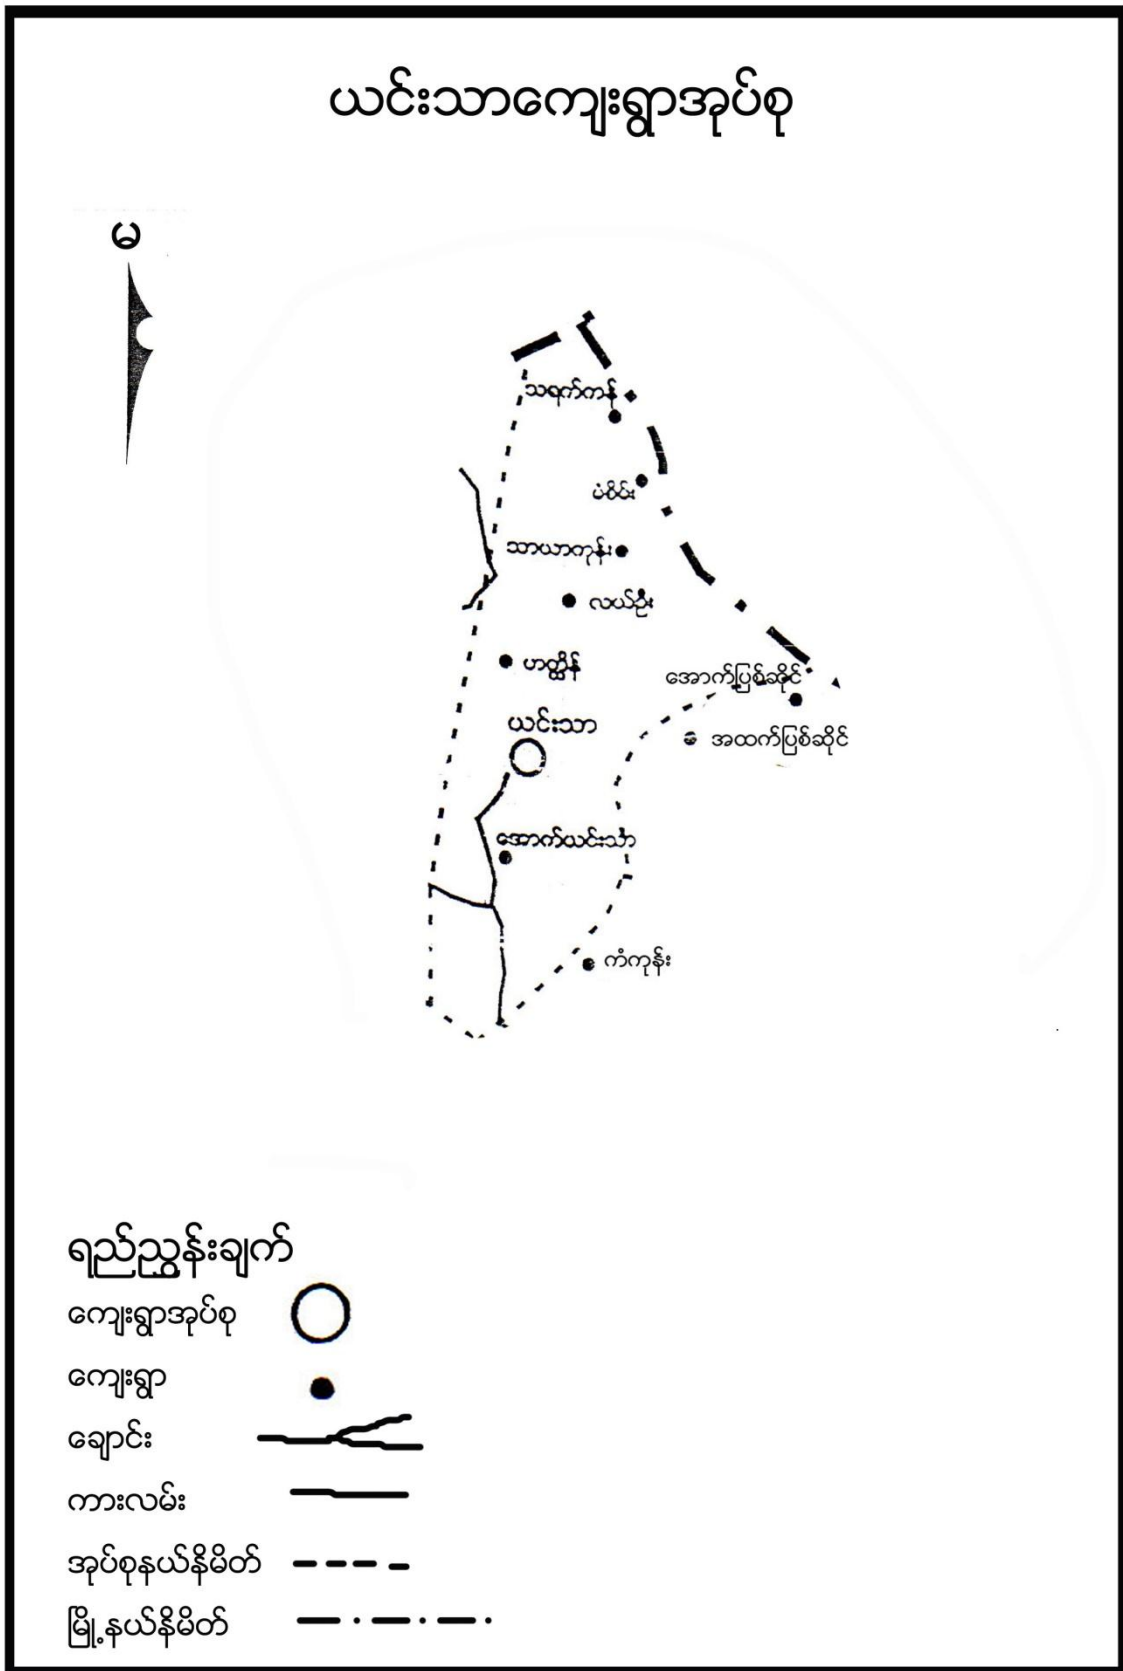 ယင်းသာကျေးရွာအုပ်စု
မ
သရက်ကန်
ပံစိမ်း
သာယာကုန်း
လယ်ဦး
ဟတ္ထိန်
အောက်ပြစ်ဆိုင်
ယင်းသာ
အထက်ပြစ်ဆိုင်
အောက်ယင်းသာ
ကံကုန်း
ရည်ညွှန်းချက်
ကျေးရွာအုပ်စု
ကျေးရွာ
ချောင်း
ကားလမ်း
အုပ်စုနယ်နိမိတ်
မြို့နယ်နိမိတ်